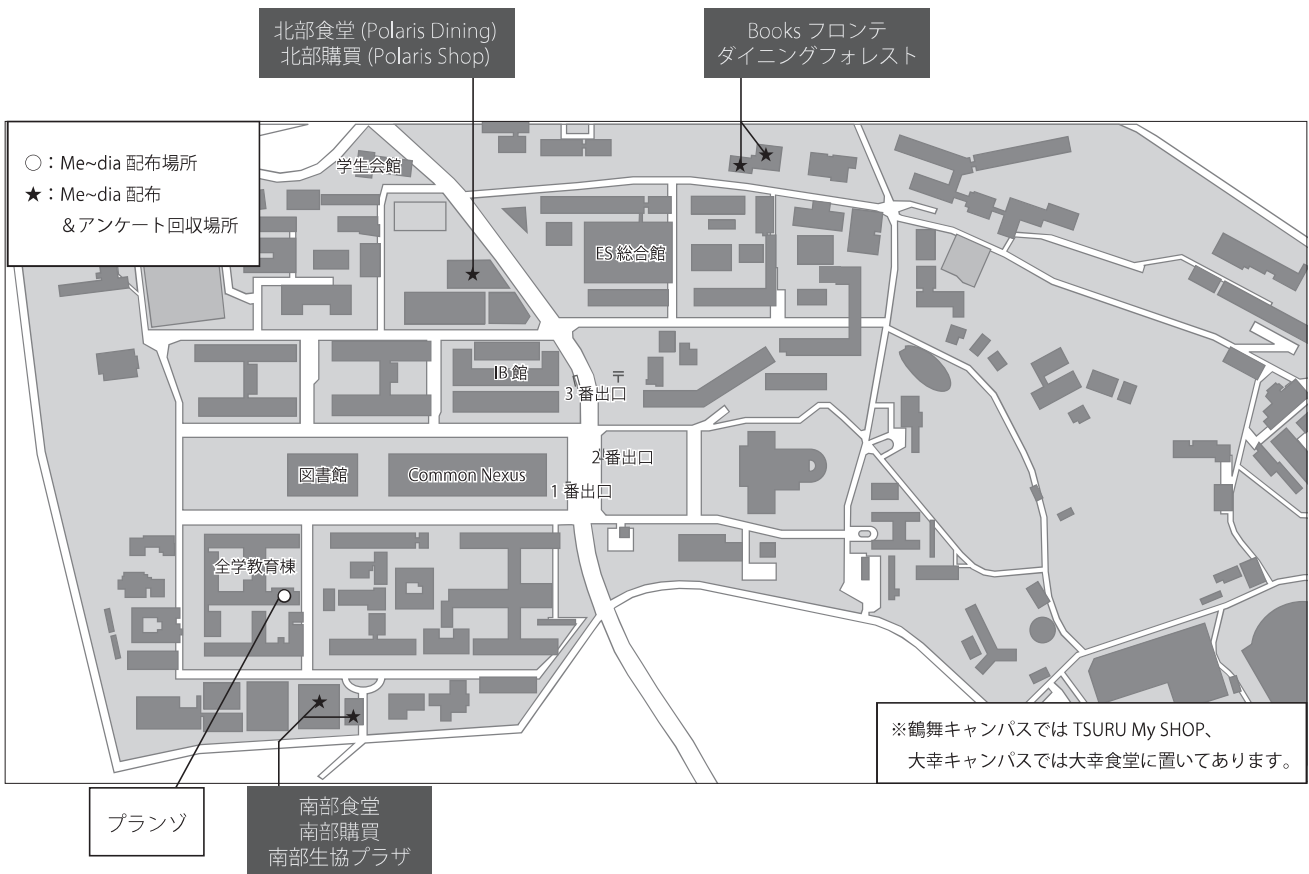 北部食堂 (Polaris Dining)
北部購買 (Polaris Shop)
Books フロンテ
ダイニングフォレスト
○：Me~dia 配布場所
★：Me~dia 配布
＆アンケート回収場所
学生会館
ES 総合館
IB 館
〒
3 番出口
2 番出口
1 番出口
図書館
Common Nexus
全学教育棟
※鶴舞キャンパスでは TSURU My SHOP、
大幸キャンパスでは大幸食堂に置いてあります。
プランゾ
南部食堂
南部購買
南部生協プラザ